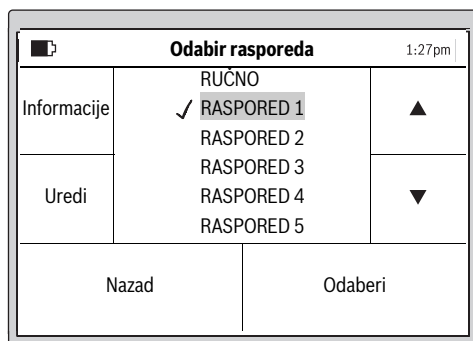 Odabir rasporeda 1:27pm
RUČNO
Informacije
✓ RASPORED 1
▲
RASPORED 2
RASPORED 3
Uredi
RASPORED 4
▼
RASPORED 5
Nazad
Odaberi